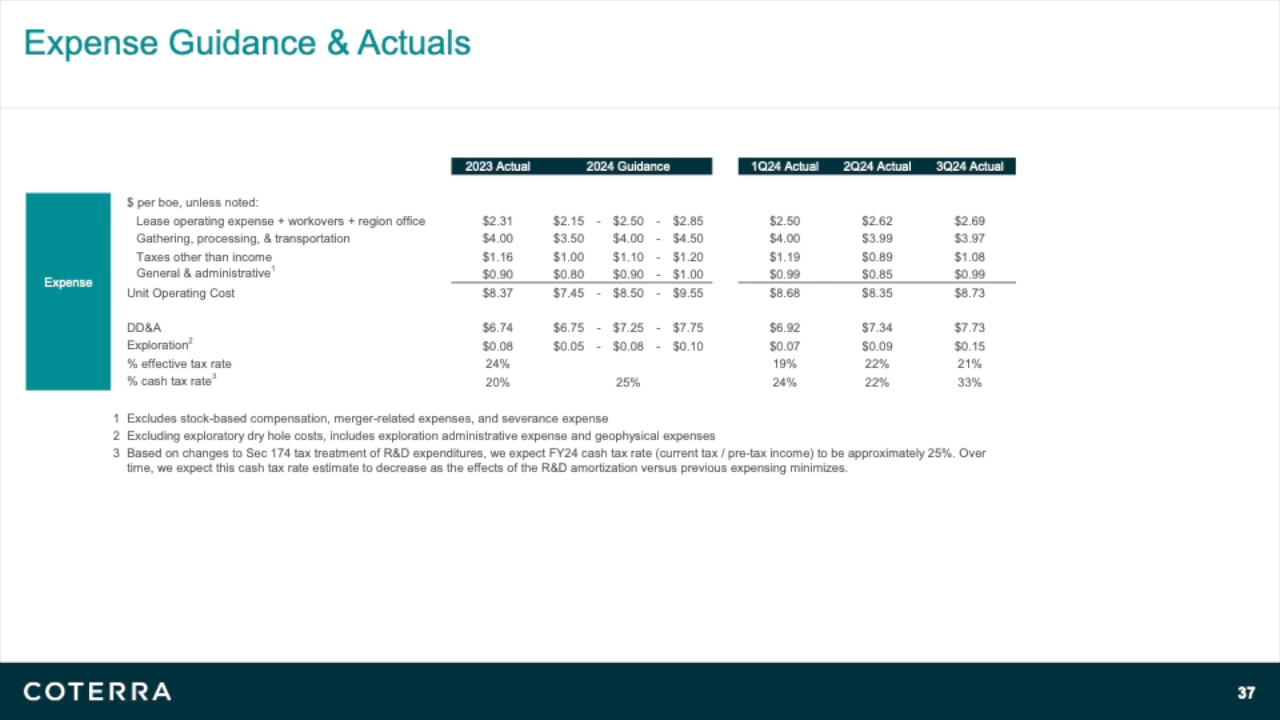 Expense Guidance & Actuals
2023 Actual 2024 Guidance 1Q24 Actual 2Q24 Actual 3Q24 Actual
Expense
$ per boe, unless noted:
Lease operating expense + workovers + region office $2.31 $2.15 - $2.50 - $2.85 $2.50 $2.62 $2.69
Gathering, processing, & transportation $4.00 $3.50 $4.00 - $4.50 $4.00 $3.99 $3.97
Taxes other than income $1.16 $1.00 $1.10 - $1.20 $1.19 $0.89 $1.08
General & administrative1 $0.90 $0.80 $0.90 - $1.00 $0.99 $0.85 $0.99
Unit Operating Cost $8.37 $7.45 - $8.50 - $9.55 $8.68 $8.35 $8.73
DD&A $6.74 $6.75 - $7.25 - $7.75 $6.92 $7.34 $7.73
Exploration2 $0.08 $0.05 - $0.08 - $0.10 $0.07 $0.09 $0.15
% effective tax rate 24% 19% 22% 21%
% cash tax rate3 20% 25% 24% 22% 33%
1 Excludes stock-based compensation, merger-related expenses, and severance expense
2 Excluding exploratory dry hole costs, includes exploration administrative expense and geophysical expenses
3 Based on changes to Sec 174 tax treatment of R&D expenditures, we expect FY24 cash tax rate (current tax / pre-tax income) to be approximately 25%. Over
time, we expect this cash tax rate estimate to decrease as the effects of the R&D amortization versus previous expensing minimizes.
COTERRA
37